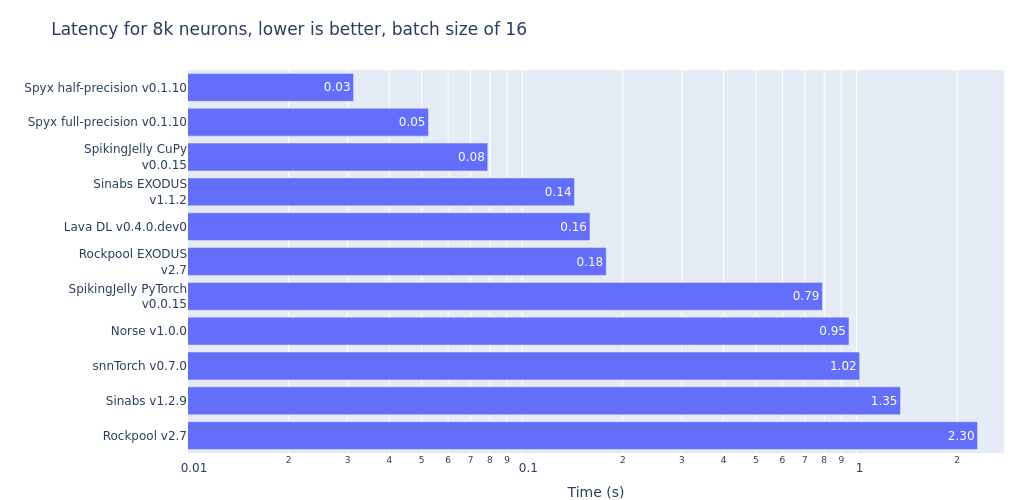 Latency for 8k neurons, lower is better, batch size of 16
Spyx half-precision v0.1.10
0.03
Spyx full-precision v0.1.10
0.05
SpikingJelly CuPy
v0.0.15
0.08
Sinabs EXODUS
v1.1.2
0.14
Lava DL v0.4.0.dev0
0.16
Rockpool EXODUS
v2.7
0.18
SpikingJelly PyTorch
v0.0.15
0.79
Norse v1.0.0
0.95
snnTorch v0.7.0
1.02
Sinabs v1.2.9
1.35
Rockpool v2.7
2.30
0.01 2 3 4 5 6 7 8 9 0.1 2 3 4 5 6 7 8 9 1 2
Time (s)